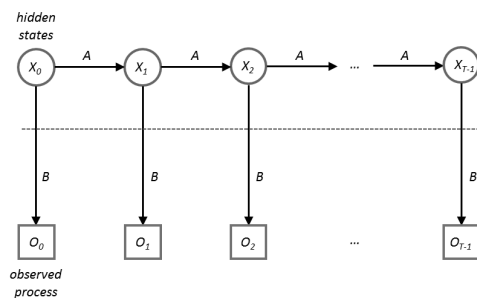 hidden
states
A A A A
X0 X1 X2 ... XT-1
B B B B
O0 O1 O2 ... OT-1
observed
process